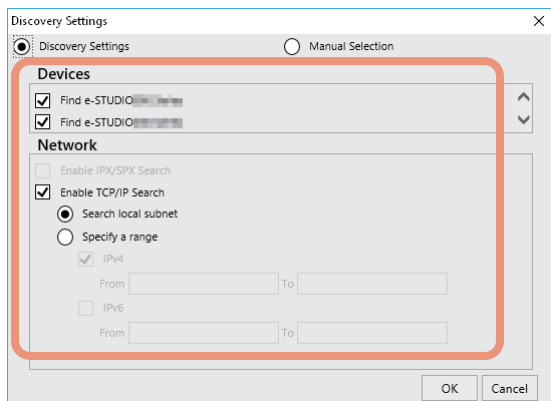 Discovery Settings
Discovery Settings Manual Selection
Devices
Find e-STUDIO
Find e-STUDIO
Network
Enable IPX/SPX Search
Enable TCP/IP Search
Search local subnet
Specify a range
IPv4
From To
IPv6
From To
OK Cancel